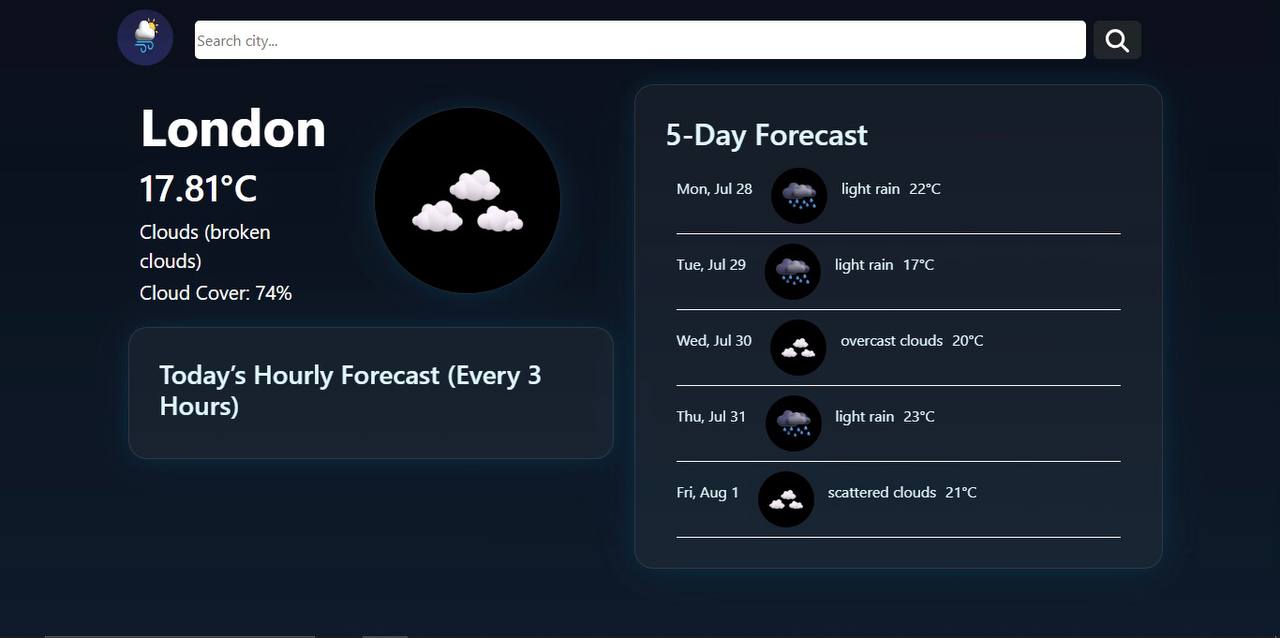 Search city...
London
17.81°C
Clouds (broken
clouds)
Cloud Cover: 74%
Today’s Hourly Forecast (Every 3
Hours)
5-Day Forecast
Mon, Jul 28 light rain 22°C
Tue, Jul 29 light rain 17°C
Wed, Jul 30 overcast clouds 20°C
Thu, Jul 31 light rain 23°C
Fri, Aug 1 scattered clouds 21°C